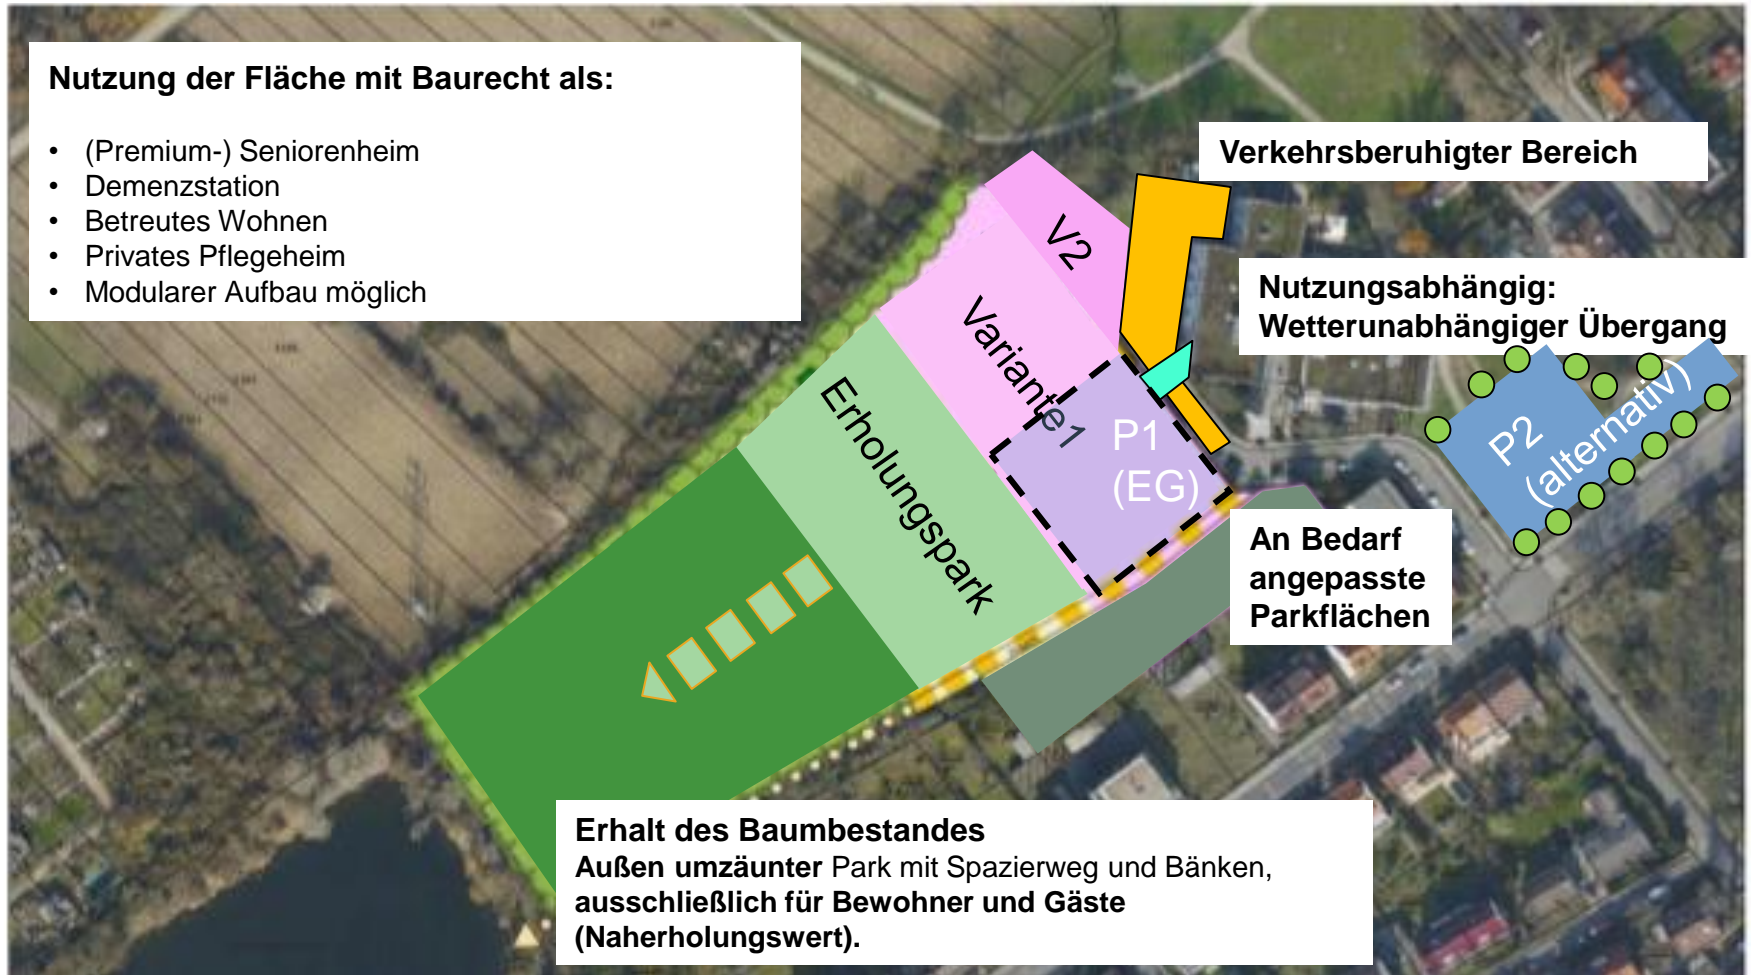 Nutzung der Fläche mit Baurecht als:
• (Premium-) Seniorenheim
• Demenzstation
• Betreutes Wohnen
• Privates Pflegeheim
• Modularer Aufbau möglich
Verkehrsberuhigter Bereich
V2
Nutzungsabhängig:
Wetterunabhängiger Übergang
Variante1
Erholungspark
P1
(EG)
P2
(alternativ)
An Bedarf
angepasste
Parkflächen
Erhalt des Baumbestandes
Außen umzäunter Park mit Spazierweg und Bänken,
ausschließlich für Bewohner und Gäste
(Naherholungswert).